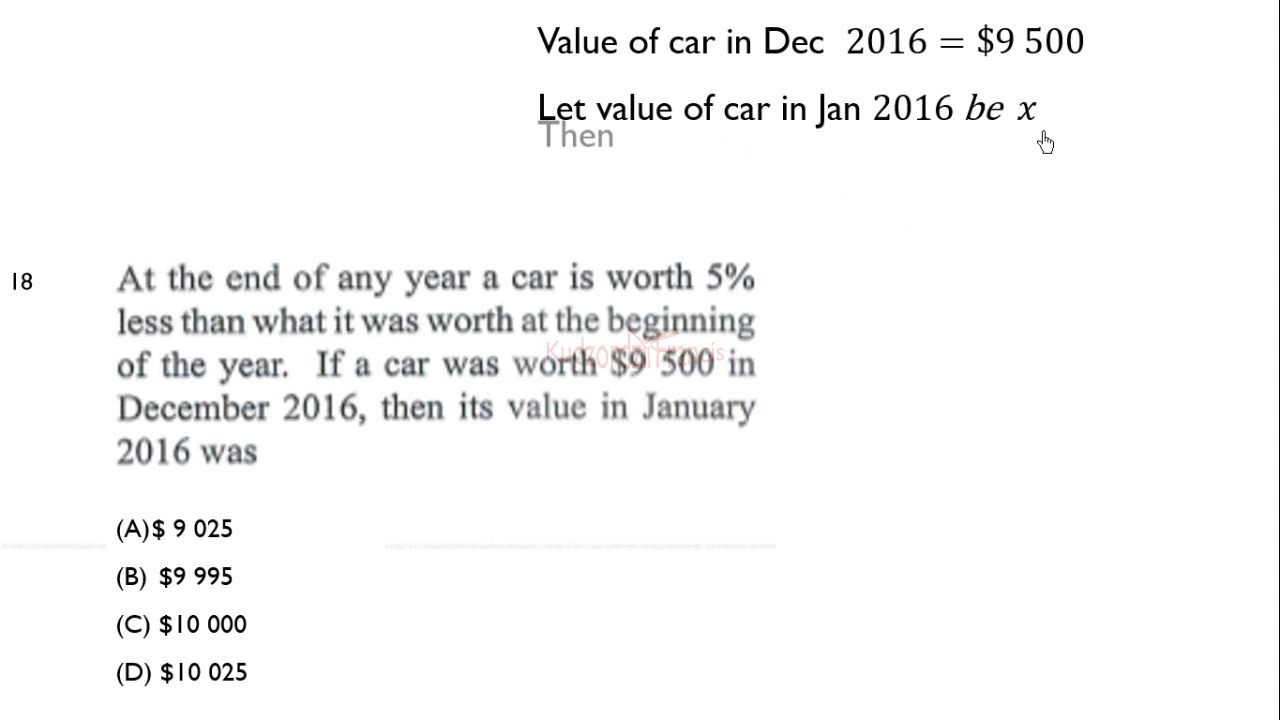 Value of car in Dec 2016 = $9 500
Let value of car in Jan 2016 be x
Then
18
At the end of any year a car is worth 5%
less than what it was worth at the beginning
of the year. If a car was worth $9 500 in
December 2016, then its value in January
2016 was
(A)$ 9 025
(B) $9 995
(C) $10 000
(D) $10 025